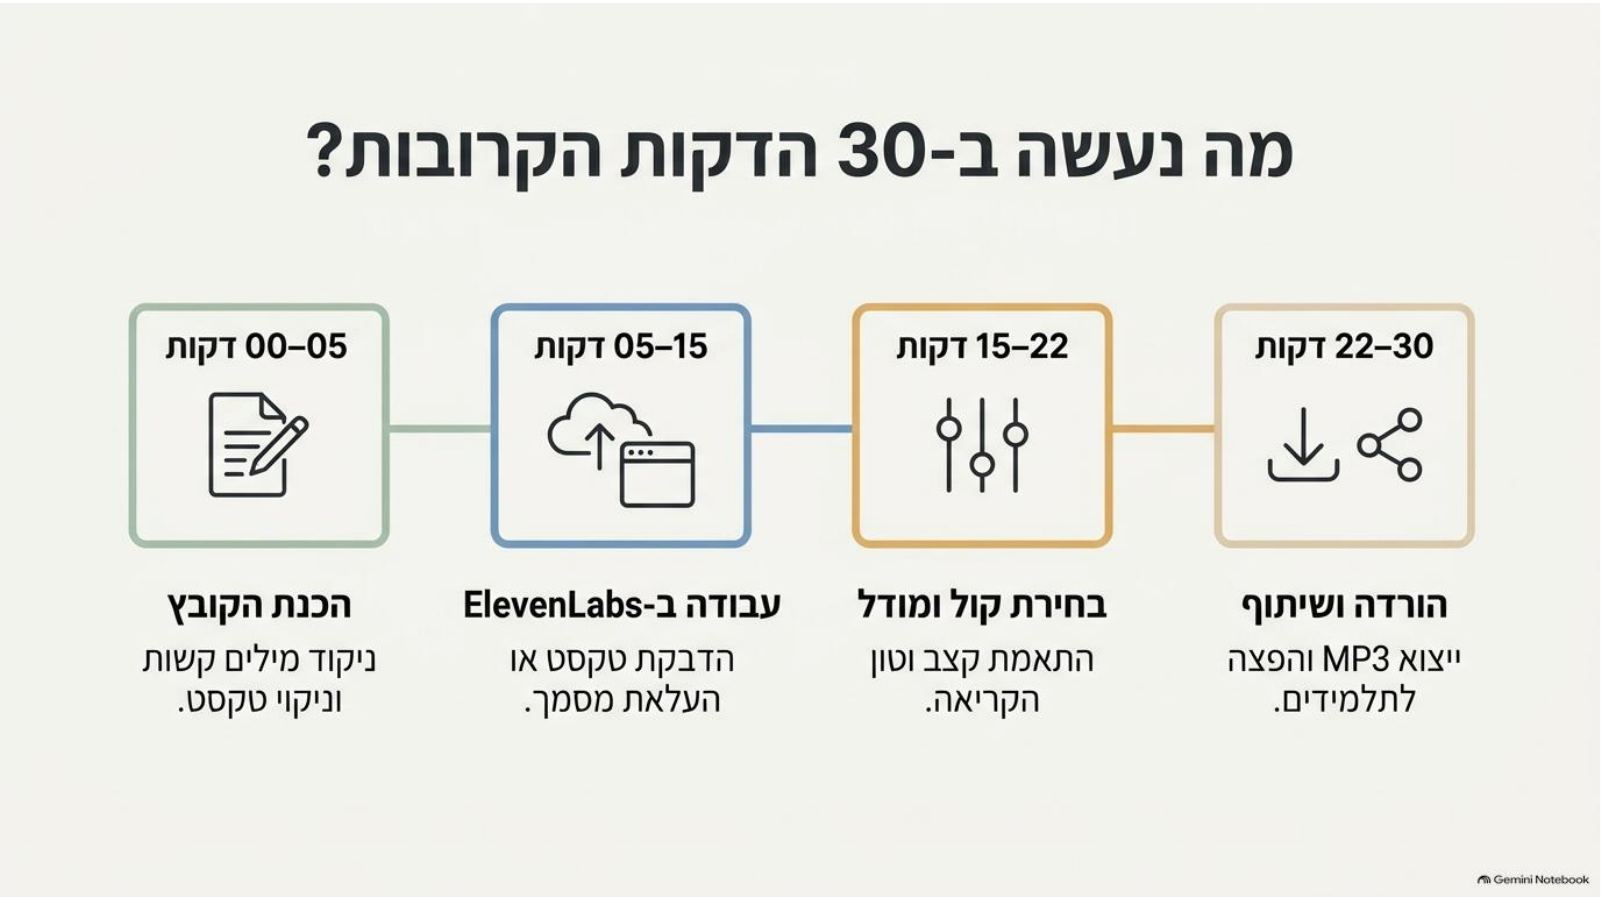 מה נעשה ב-30 הדקות הקרובות?
00–05 דקות
הכנת הקובץ
ניקוד מילים קשות
וניקוי טקסט.
05–15 דקות
עבודה ב-ElevenLabs
הדבקת טקסט או
העלאת מסמך.
15–22 דקות
בחירת קול ומודל
התאמת קצב וטון
הקריאה.
22–30 דקות
הורדה ושיתוף
ייצוא MP3 והפצה
לתלמידים.
Gemini Notebook